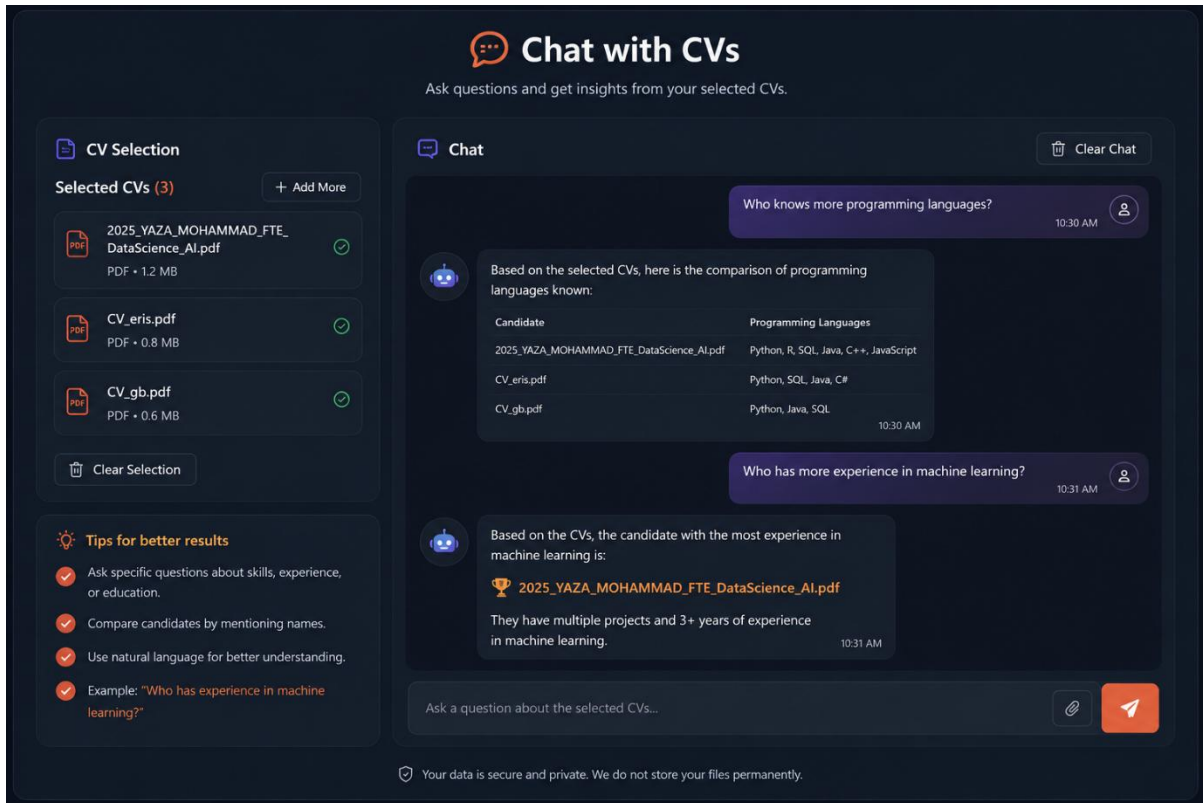 Chat with CVs
Ask questions and get insights from your selected CVs.
CV Selection
Selected CVs (3)
+ Add More
PDF
2025_YAZA_MOHAMMAD_FTE_
DataScience_AI.pdf
PDF • 1.2 MB
PDF
CV_eris.pdf
PDF • 0.8 MB
PDF
CV_gb.pdf
PDF • 0.6 MB
Clear Selection
Tips for better results
Ask specific questions about skills, experience,
or education.
Compare candidates by mentioning names.
Use natural language for better understanding.
Example: "Who has experience in machine
learning?"
Chat
Clear Chat
Who knows more programming languages?
10:30 AM
Based on the selected CVs, here is the comparison of programming
languages known:
Candidate Programming Languages
2025_YAZA_MOHAMMAD_FTE_DataScience_AI.pdf Python, R, SQL, Java, C++, JavaScript
CV_eris.pdf Python, SQL, Java, C#
CV_gb.pdf Python, Java, SQL
10:30 AM
Who has more experience in machine learning?
10:31 AM
Based on the CVs, the candidate with the most experience in
machine learning is:
2025_YAZA_MOHAMMAD_FTE_DataScience_AI.pdf
They have multiple projects and 3+ years of experience
in machine learning.
10:31 AM
Ask a question about the selected CVs...
Your data is secure and private. We do not store your files permanently.